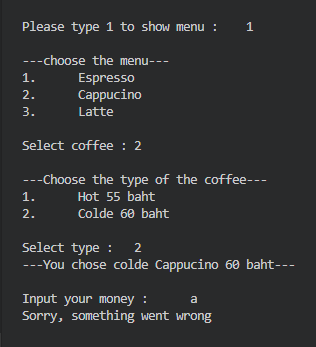 Please type 1 to show menu :    1
---choose the menu---
1.      Espresso
2.      Cappucino
3.      Latte
Select coffee : 2
---Choose the type of the coffee---
1.      Hot 55 baht
2.      Colde 60 baht
Select type :   2
---You chose colde Cappucino 60 baht---
Input your money :      a
Sorry, something went wrong